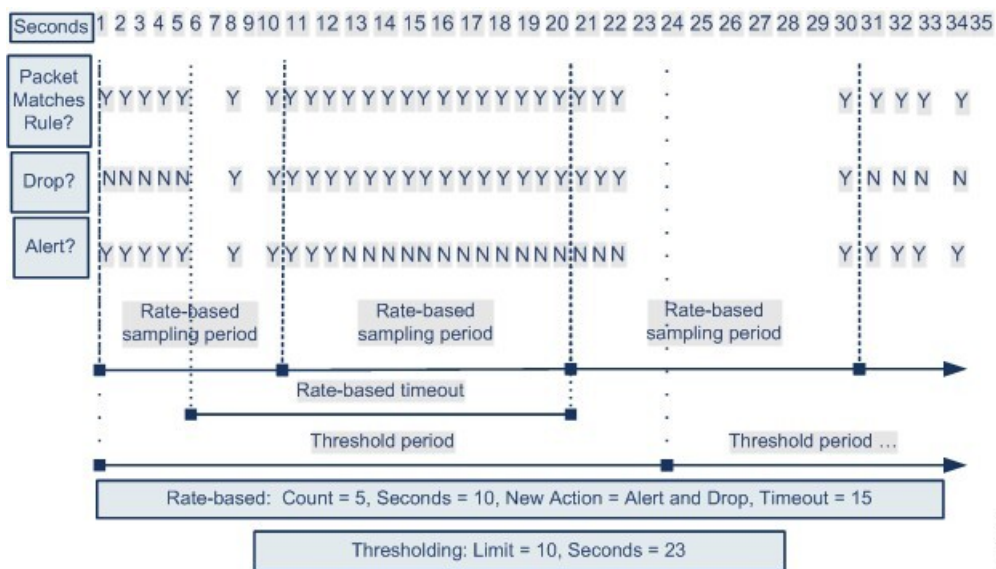 Seconds 1 2 3 4 5 6 7 8 9 10 11 12 13 14 15 16 17 18 19 20 21 22 23 24 25 26 27 28 29 30 31 32 33 34 35
Packet
Matches
Rule?
Y Y Y Y Y Y Y Y Y Y Y Y Y Y Y Y Y Y Y Y Y Y Y Y Y Y Y Y Y Y
Drop?
N N N N N Y Y Y Y Y Y Y Y Y Y Y Y Y Y Y Y Y Y Y Y Y N N N N
Alert?
Y Y Y Y Y Y Y Y Y Y N N N N N N N N N N N N N N N Y Y Y Y Y
Rate-based
sampling period
Rate-based
sampling period
Rate-based
sampling period
Rate-based timeout
Threshold period
Threshold period ...
Rate-based: Count = 5, Seconds = 10, New Action = Alert and Drop, Timeout = 15
Thresholding: Limit = 10, Seconds = 23